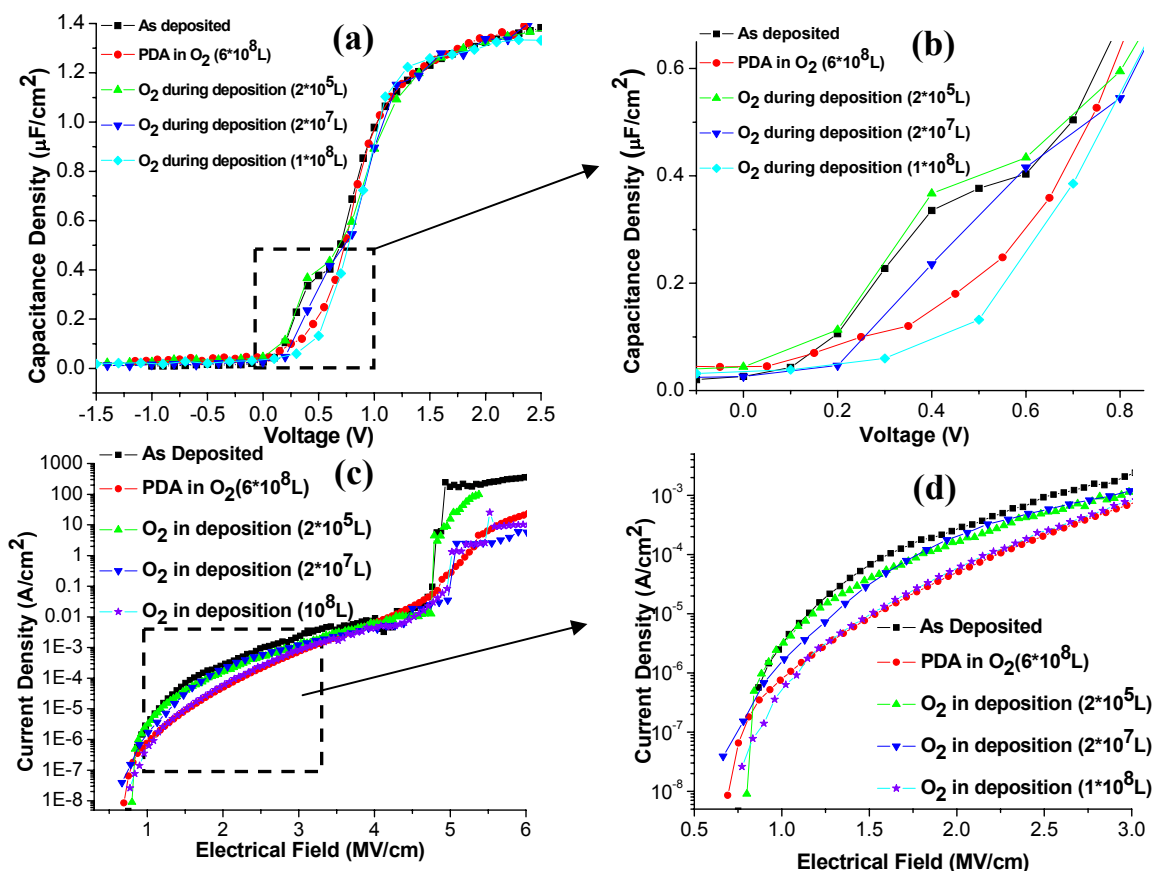 (a)
As deposited
PDA in O2 (6*10^8L)
O2 during deposition (2*10^5L)
O2 during deposition (2*10^7L)
O2 during deposition (1*10^8L)
Capacitance Density (µF/cm^2)
1.4
1.2
1.0
0.8
0.6
0.4
0.2
0.0
-1.5 -1.0 -0.5 0.0 0.5 1.0 1.5 2.0 2.5
Voltage (V)
(b)
As deposited
PDA in O2 (6*10^8L)
O2 during deposition (2*10^5L)
O2 during deposition (2*10^7L)
O2 during deposition (1*10^8L)
Capacitance Density (µF/cm^2)
0.6
0.4
0.2
0.0
0.0 0.2 0.4 0.6 0.8
Voltage (V)
(c)
As Deposited
PDA in O2(6*10^8L)
O2 in deposition (2*10^5L)
O2 in deposition (2*10^7L)
O2 in deposition (10^8L)
Current Density (A/cm^2)
1000
100
10
1
0.1
0.01
1E-3
1E-4
1E-5
1E-6
1E-7
1E-8
1 2 3 4 5 6
Electrical Field (MV/cm)
(d)
As Deposited
PDA in O2(6*10^8L)
O2 in deposition (2*10^5L)
O2 in deposition (2*10^7L)
O2 in deposition (1*10^8L)
Current Density (A/cm^2)
10^-3
10^-4
10^-5
10^-6
10^-7
10^-8
0.5 1.0 1.5 2.0 2.5 3.0
Electrical Field (MV/cm)